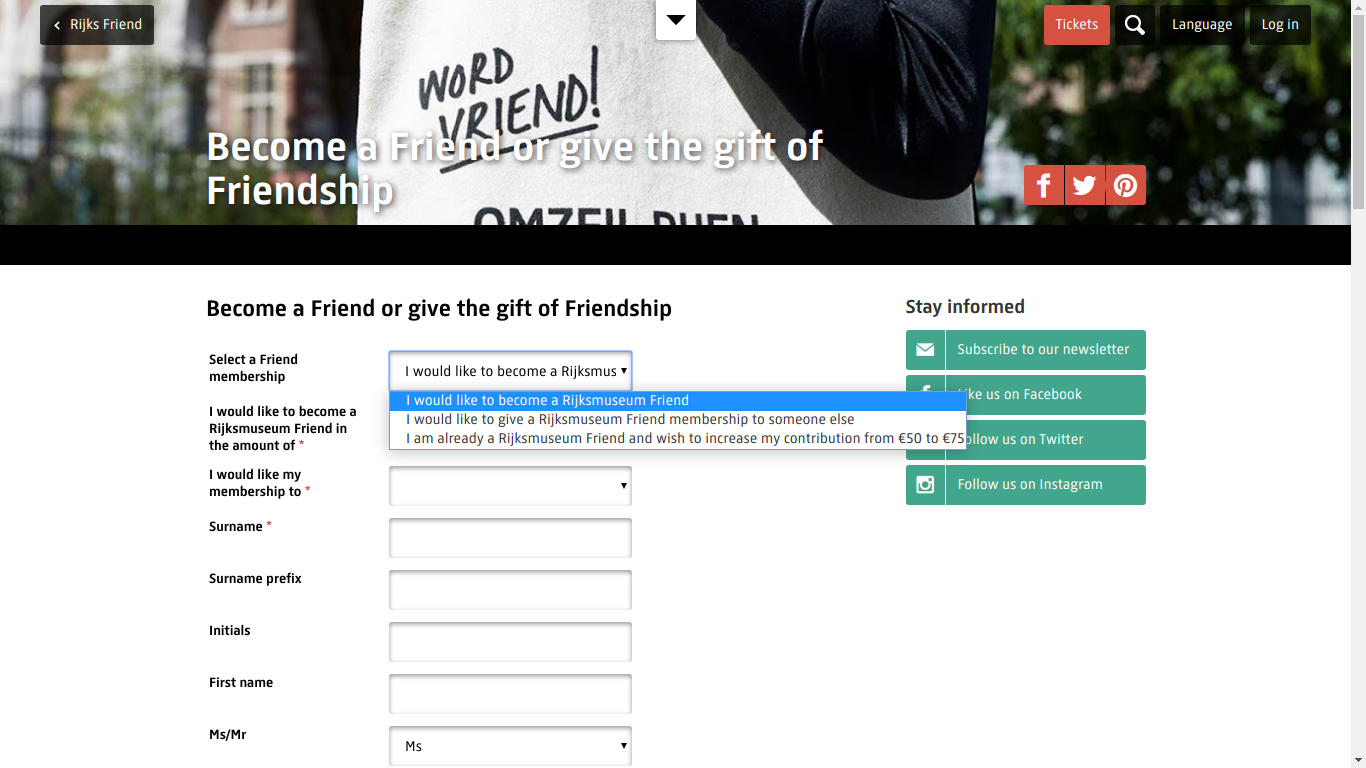 Rijks Friend
Tickets
Language
Log in
WORD
VRIEND!
Become a Friend or give the gift of
Friendship
OMZEIL DUEN
Become a Friend or give the gift of Friendship
Stay informed
Select a Friend
membership
I would like to become a Rijksmus
I would like to become a Rijksmuseum Friend
I would like to give a Rijksmuseum Friend membership to someone else
I am already a Rijksmuseum Friend and wish to increase my contribution from €50 to €75
Subscribe to our newsletter
ike us on Facebook
ollow us on Twitter
Follow us on Instagram
I would like to become a
Rijksmuseum Friend in
the amount of *
I would like my
membership to *
Surname *
Surname prefix
Initials
First name
Ms/Mr
Ms